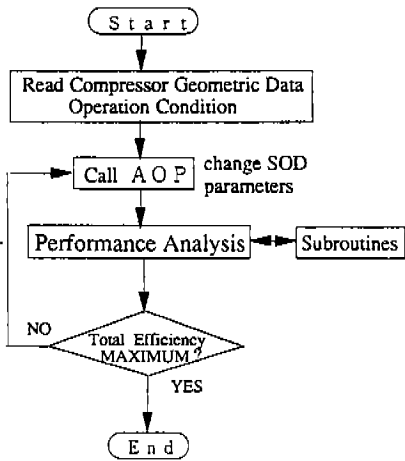 Start
Read Compressor Geometric Data
Operation Condition
Call AOP
change SOD
parameters
Performance Analysis
Subroutines
NO
Total Efficiency
MAXIMUM ?
YES
End